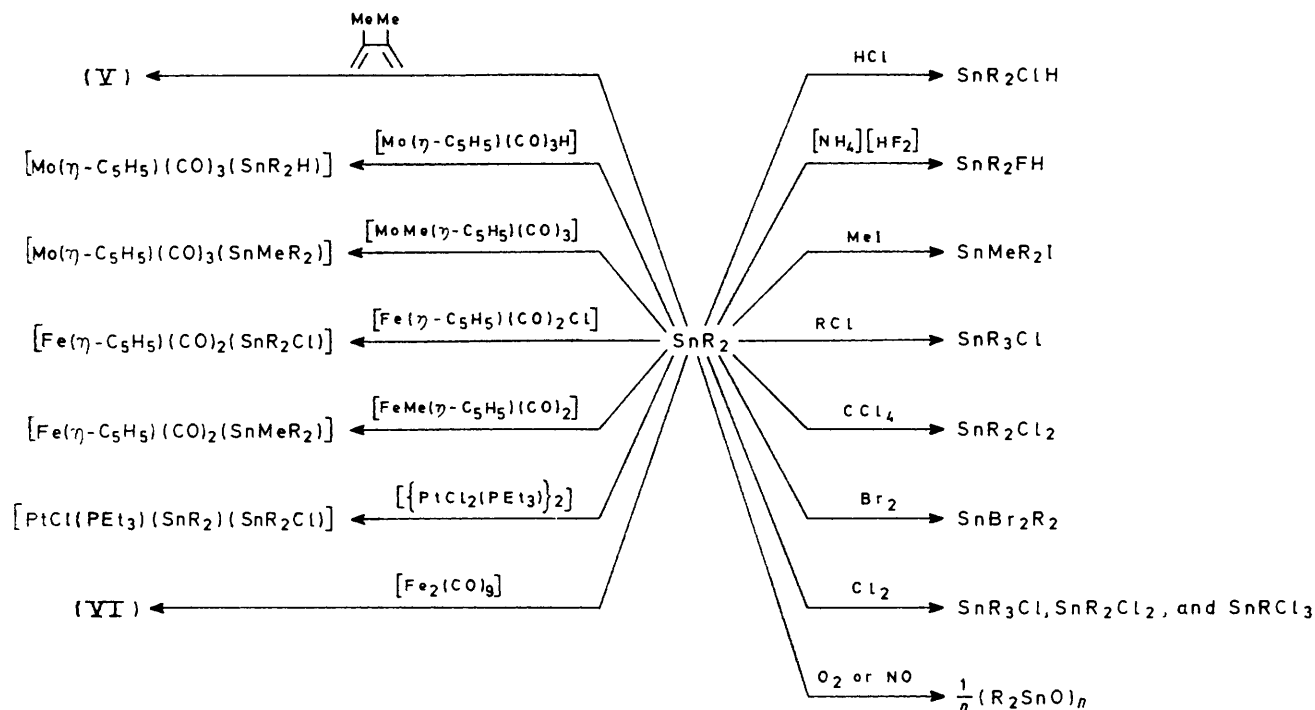 Me Me
(V)
HCl
SnR₂ClH
[Mo(η-C₅H₅)(CO)₃H]
[Mo(η-C₅H₅)(CO)₃(SnR₂H)]
[NH₄][HF₂]
SnR₂FH
[MoMe(η-C₅H₅)(CO)₃]
[Mo(η-C₅H₅)(CO)₃(SnMeR₂)]
MeI
SnMeR₂I
[Fe(η-C₅H₅)(CO)₂Cl]
[Fe(η-C₅H₅)(CO)₂(SnR₂Cl)]
SnR₂
RCl
SnR₃Cl
[FeMe(η-C₅H₅)(CO)₂]
[Fe(η-C₅H₅)(CO)₂(SnMeR₂)]
CCl₄
SnR₂Cl₂
[{PtCl₂(PEt₃)}₂]
[PtCl(PEt₃)(SnR₂)(SnR₂Cl)]
Br₂
SnBr₂R₂
[Fe₂(CO)₉]
(VI)
Cl₂
SnR₃Cl, SnR₂Cl₂, and SnRCl₃
O₂ or NO
1/n (R₂SnO)ₙ